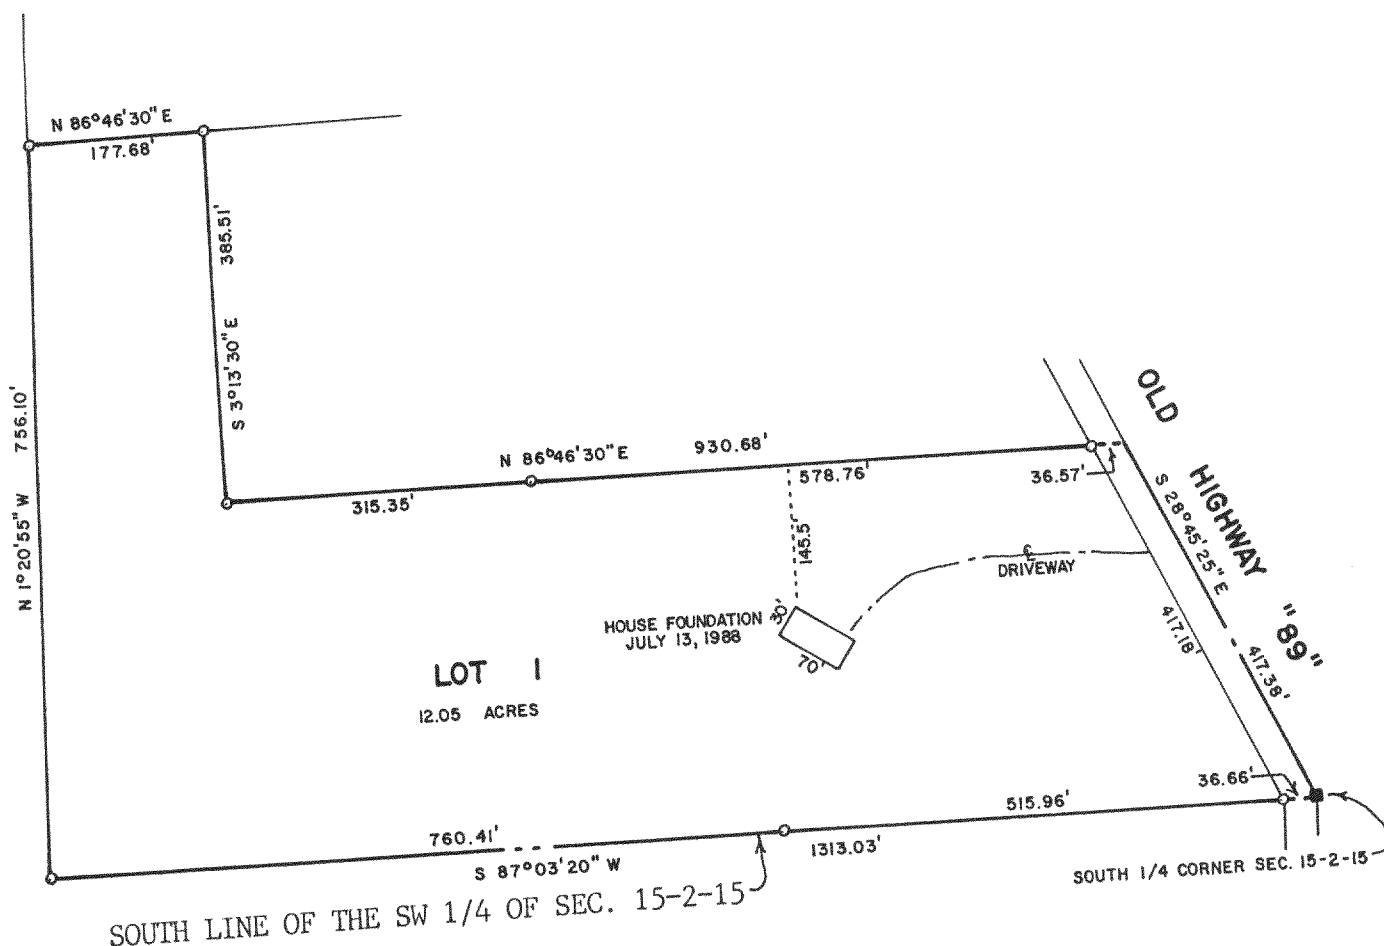 N 86°46'30" E
177.68'
385.51'
S 3°13'30" E
N 1°20'55" W 756.10'
N 86°46'30" E
930.68'
315.35'
578.76'
36.57'
OLD HIGHWAY "89"
S 28°45'25" E
417.38'
417.18'
145.5'
℄
DRIVEWAY
HOUSE FOUNDATION
JULY 13, 1988
30'
70'
LOT 1
12.05 ACRES
36.66'
515.96'
760.41'
1313.03'
S 87°03'20" W
SOUTH 1/4 CORNER SEC. 15-2-15
SOUTH LINE OF THE SW 1/4 OF SEC. 15-2-15